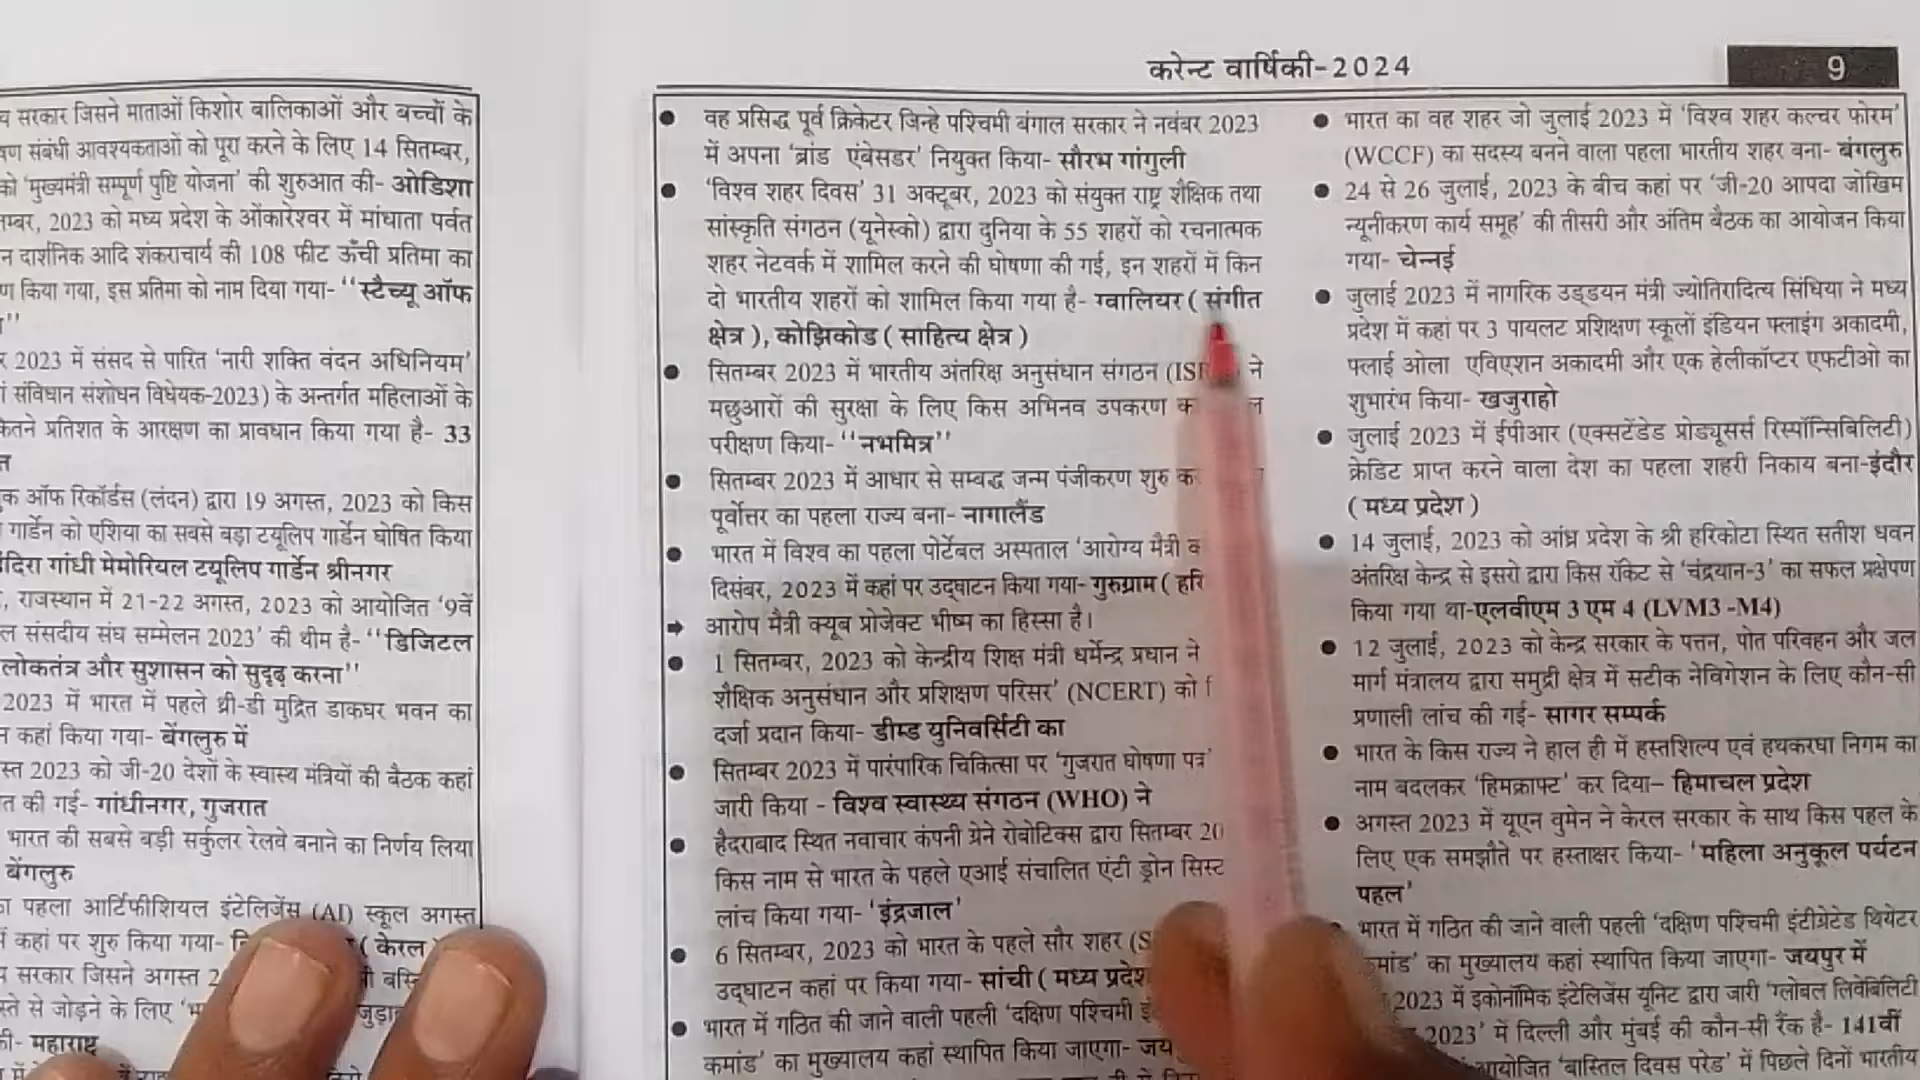 करेन्ट वार्षिकी-2024
9
सरकार जिसने माताओं किशोर बालिकाओं और बच्चों के
संबंधी आवश्यकताओं को पूरा करने के लिए 14 सितम्बर,
को 'मुख्यमंत्री सम्पूर्ण पुष्टि योजना' की शुरुआत की- ओडिशा
2023 को मध्य प्रदेश के ओंकारेश्वर में मांधाता पर्वत
दार्शनिक आदि शंकराचार्य की 108 फीट ऊँची प्रतिमा का
किया गया, इस प्रतिमा को नाम दिया गया- ''स्टैच्यू ऑफ
''
2023 में संसद से पारित 'नारी शक्ति वंदन अधिनियम'
संविधान संशोधन विधेयक-2023) के अन्तर्गत महिलाओं के
कितने प्रतिशत के आरक्षण का प्रावधान किया गया है- 33
ऑफ रिकॉर्डस (लंदन) द्वारा 19 अगस्त, 2023 को किस
गार्डेन को एशिया का सबसे बड़ा टयूलिप गार्डेन घोषित किया
इंदिरा गांधी मेमोरियल टयूलिप गार्डेन श्रीनगर
, राजस्थान में 21-22 अगस्त, 2023 को आयोजित '9वें
संसदीय संघ सम्मेलन 2023' की थीम है- ''डिजिटल
लोकतंत्र और सुशासन को सुदृढ़ करना''
2023 में भारत में पहले थ्री-डी मुद्रित डाकघर भवन का
कहां किया गया- बेंगलुरु में
2023 को जी-20 देशों के स्वास्य मंत्रियों की बैठक कहां
की गई- गांधीनगर, गुजरात
भारत की सबसे बड़ी सर्कुलर रेलवे बनाने का निर्णय लिया
बेंगलुरु
पहला आर्टिफीशियल इंटेलिजेंस (AI) स्कूल अगस्त
कहां पर शुरु किया गया- ( केरल
सरकार जिसने अगस्त
से जोड़ने के लिए
की- महाराष्ट्र
वह प्रसिद्ध पूर्व क्रिकेटर जिन्हे पश्चिमी बंगाल सरकार ने नवंबर 2023
में अपना 'ब्रांड एंबेसडर' नियुक्त किया- सौरभ गांगुली
'विश्व शहर दिवस' 31 अक्टूबर, 2023 को संयुक्त राष्ट्र शैक्षिक तथा
सांस्कृति संगठन (यूनेस्को) द्वारा दुनिया के 55 शहरों को रचनात्मक
शहर नेटवर्क में शामिल करने की घोषणा की गई, इन शहरों में किन
दो भारतीय शहरों को शामिल किया गया है- ग्वालियर ( संगीत
क्षेत्र ), कोझिकोड ( साहित्य क्षेत्र )
सितम्बर 2023 में भारतीय अंतरिक्ष अनुसंधान संगठन ने
मछुआरों की सुरक्षा के लिए किस अभिनव उपकरण
परीक्षण किया- ''नभमित्र''
सितम्बर 2023 में आधार से सम्बद्ध जन्म पंजीकरण शुरु
पूर्वोत्तर का पहला राज्य बना- नागालैंड
भारत में विश्व का पहला पोर्टेबल अस्पताल 'आरोग्य मैत्री
दिसंबर, 2023 में कहां पर उद्घाटन किया गया- गुरुग्राम
➡ आरोप मैत्री क्यूब प्रोजेक्ट भीष्म का हिस्सा है।
1 सितम्बर, 2023 को केन्द्रीय शिक्ष मंत्री धर्मेन्द्र प्रधान ने
शैक्षिक अनुसंधान और प्रशिक्षण परिसर' (NCERT) को
दर्जा प्रदान किया- डीम्ड युनिवर्सिटी का
सितम्बर 2023 में पारंपारिक चिकित्सा पर 'गुजरात घोषणा पत्र'
जारी किया - विश्व स्वास्थ्य संगठन (WHO) ने
हैदराबाद स्थित नवाचार कंपनी ग्रेने रोबोटिक्स द्वारा सितम्बर
किस नाम से भारत के पहले एआई संचालित एंटी ड्रोन
लांच किया गया- 'इंद्रजाल'
6 सितम्बर, 2023 को भारत के पहले सौर शहर
उद्घाटन कहां पर किया गया- सांची ( मध्य प्रदेश
भारत में गठित की जाने वाली पहली 'दक्षिण पश्चिमी
कमांड' का मुख्यालय कहां स्थापित किया जाएगा-
भारत का वह शहर जो जुलाई 2023 में 'विश्व शहर कल्चर फोरम'
(WCCF) का सदस्य बनने वाला पहला भारतीय शहर बना- बंगलुरु
24 से 26 जुलाई, 2023 के बीच कहां पर 'जी-20 आपदा जोखिम
न्यूनीकरण कार्य समूह' की तीसरी और अंतिम बैठक का आयोजन किया
गया- चेन्नई
जुलाई 2023 में नागरिक उड्डयन मंत्री ज्योतिरादित्य सिंधिया ने मध्य
प्रदेश में कहां पर 3 पायलट प्रशिक्षण स्कूलों इंडियन फ्लाइंग अकादमी,
फ्लाई ओला एविएशन अकादमी और एक हेलीकॉप्टर एफटीओ का
शुभारंभ किया- खजुराहो
जुलाई 2023 में ईपीआर (एक्सटेंडेड प्रोड्यूसर्स रिस्पॉन्सिबिलिटी)
क्रेडिट प्राप्त करने वाला देश का पहला शहरी निकाय बना-इंदौर
( मध्य प्रदेश )
14 जुलाई, 2023 को आंध्र प्रदेश के श्री हरिकोटा स्थित सतीश धवन
अंतरिक्ष केन्द्र से इसरो द्वारा किस रॉकेट से 'चंद्रयान-3' का सफल प्रक्षेपण
किया गया था-एलवीएम 3 एम 4 (LVM3 -M4)
12 जुलाई, 2023 को केन्द्र सरकार के पत्तन, पोत परिवहन और जल
मार्ग मंत्रालय द्वारा समुद्री क्षेत्र में सटीक नेविगेशन के लिए कौन-सी
प्रणाली लांच की गई- सागर सम्पर्क
भारत के किस राज्य ने हाल ही में हस्तशिल्प एवं हथकरघा निगम का
नाम बदलकर 'हिमक्राफ्ट' कर दिया– हिमाचल प्रदेश
अगस्त 2023 में यूएन वुमेन ने केरल सरकार के साथ किस पहल के
लिए एक समझौते पर हस्ताक्षर किया- 'महिला अनुकूल पर्यटन
पहल'
भारत में गठित की जाने वाली पहली 'दक्षिण पश्चिमी इंटीग्रेटेड थियेटर
कमांड' का मुख्यालय कहां स्थापित किया जाएगा- जयपुर में
2023 में इकोनॉमिक इंटेलिजेंस यूनिट द्वारा जारी 'ग्लोबल लिवेबिलिटी
2023' में दिल्ली और मुंबई की कौन-सी रैंक है- 141वीं
आयोजित 'बास्तिल दिवस परेड' में पिछले दिनों भारतीय